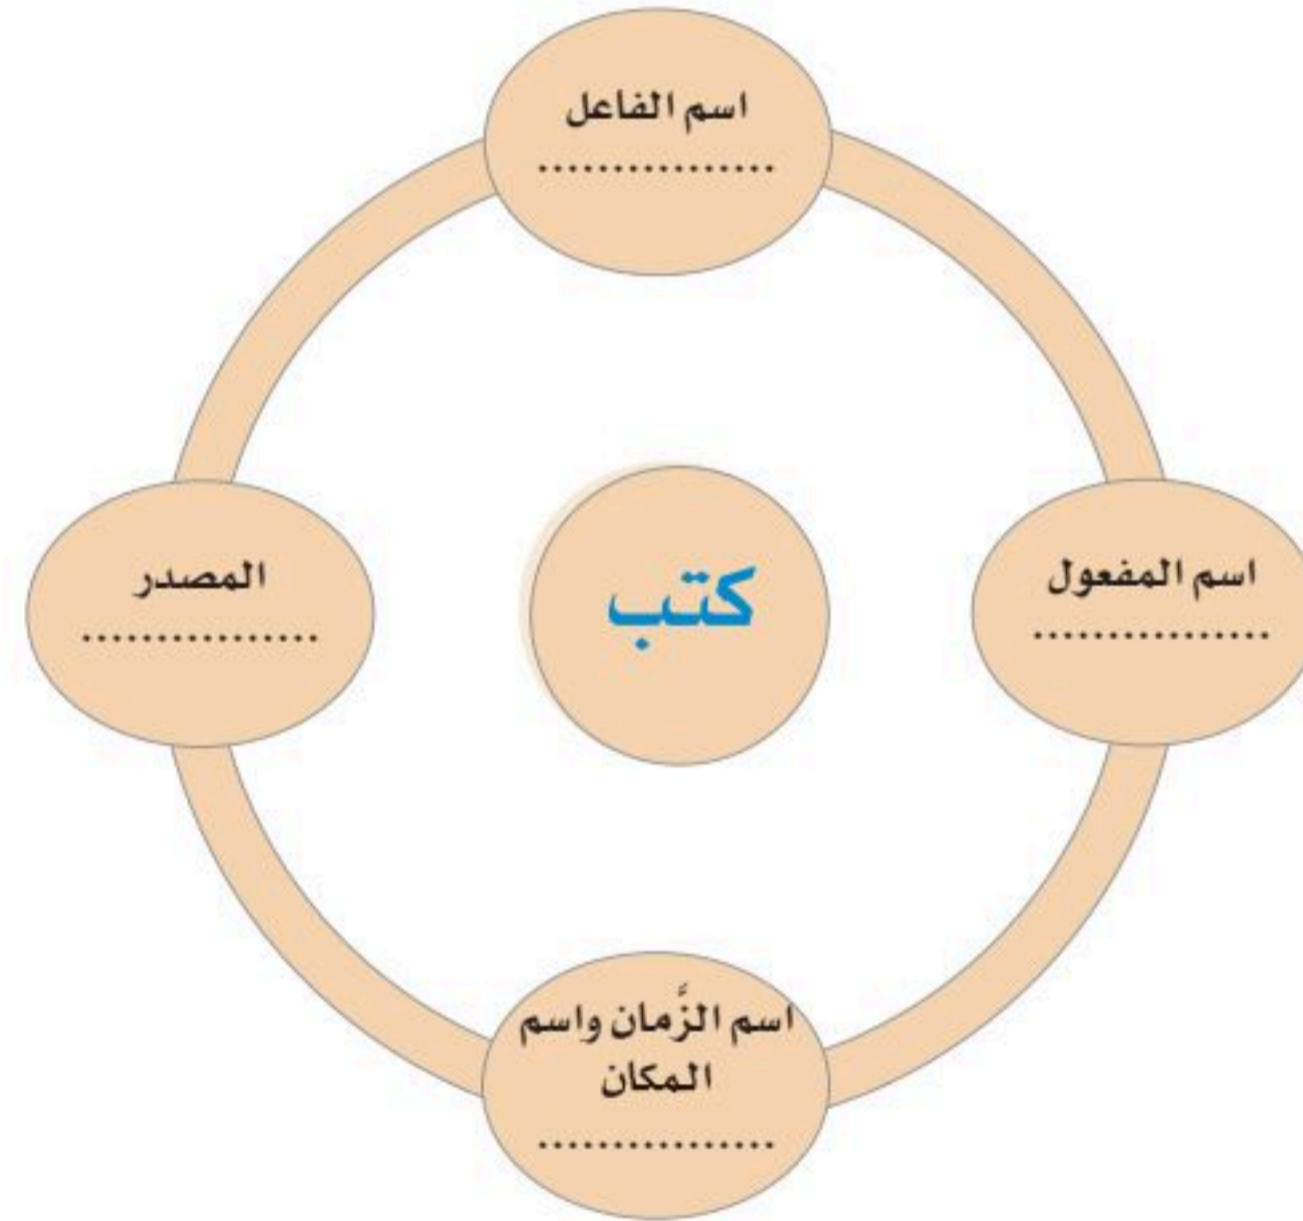 اسم الفاعل
................
اسم المفعول
................
كتب
المصدر
................
اسم الزَّمان واسم
المكان
................